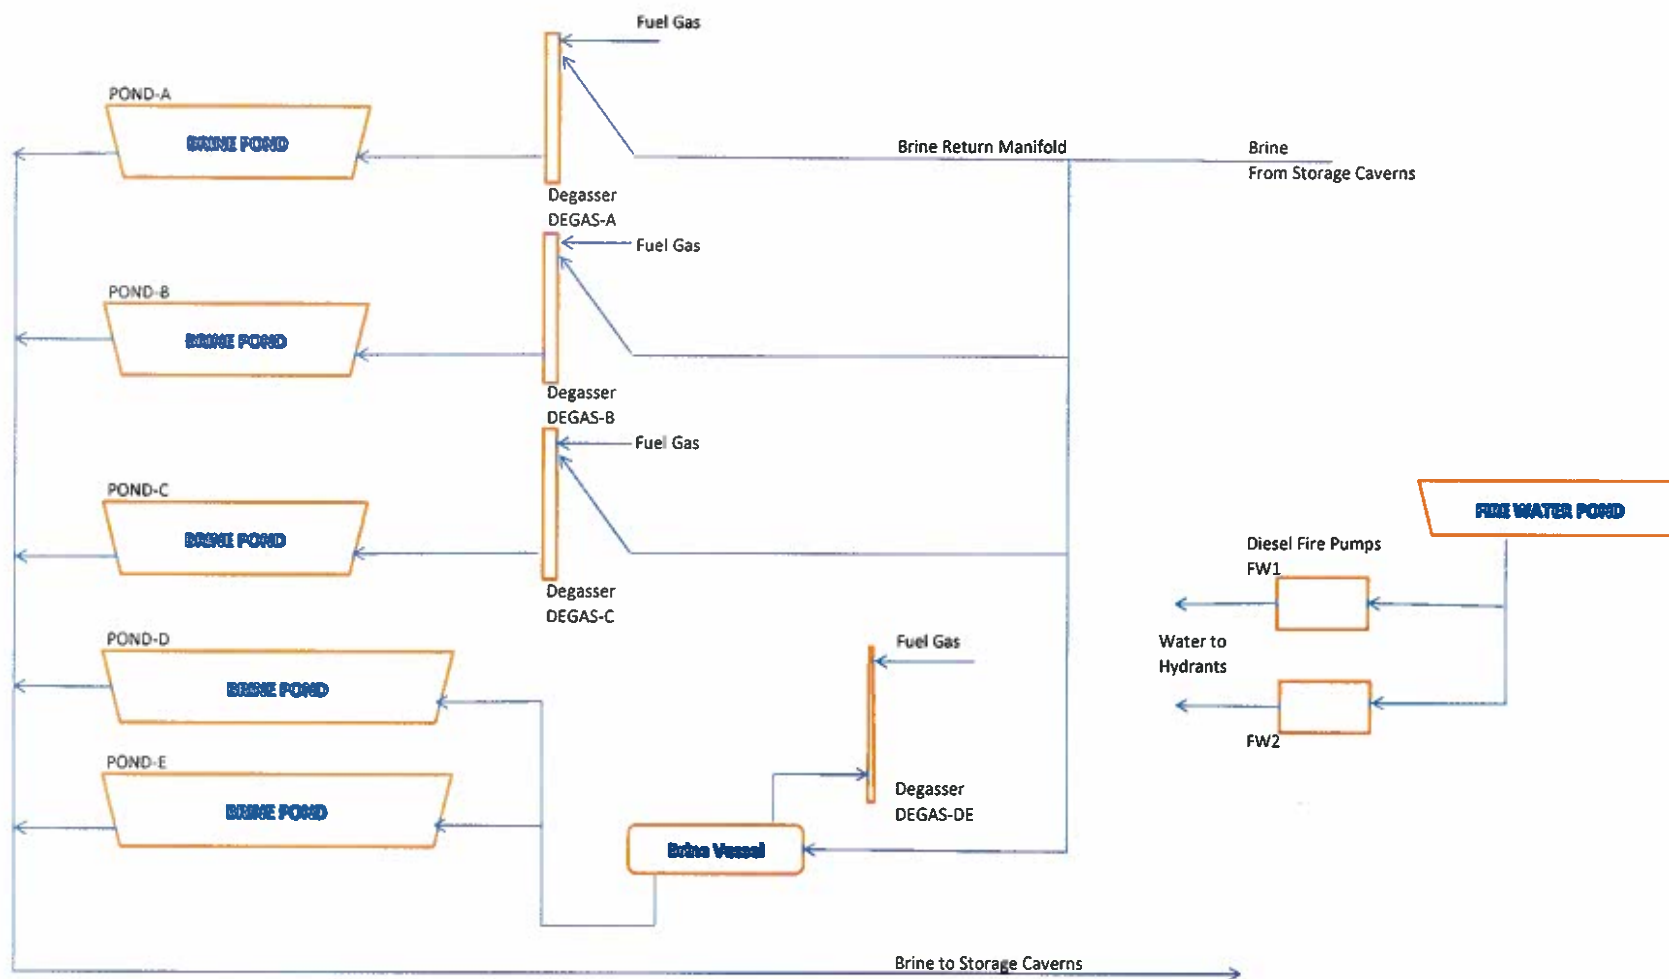 Fuel Gas
POND-A
BRINE POND
Brine Return Manifold
Brine
From Storage Caverns
Degasser
DEGAS-A
Fuel Gas
POND-B
BRINE POND
Degasser
DEGAS-B
Fuel Gas
POND-C
BRINE POND
FIRE WATER POND
Diesel Fire Pumps
FW1
Degasser
DEGAS-C
POND-D
BRINE POND
Fuel Gas
Water to
Hydrants
FW2
POND-E
BRINE POND
Degasser
DEGAS-DE
Brine Vessel
Brine to Storage Caverns